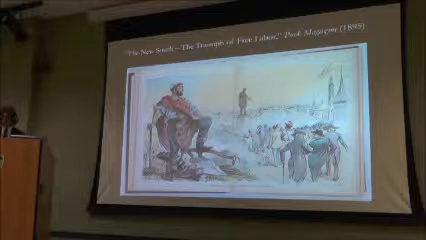 "The New South—The Triumph of Free Labor," Puck Magazine (1895)